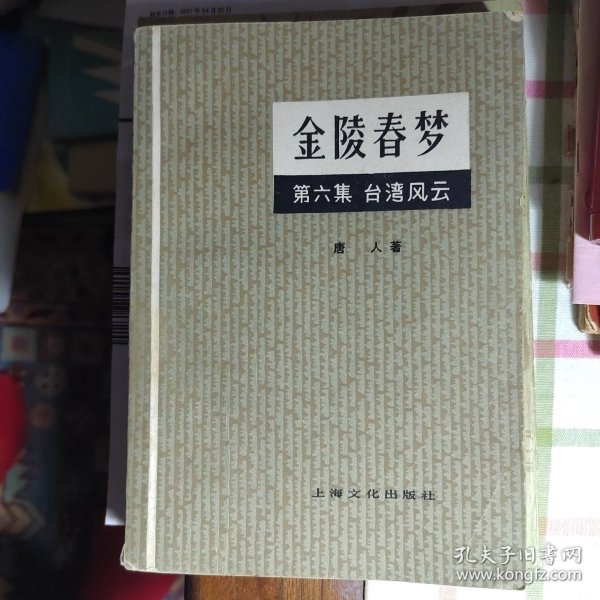 金陵春梦
第六集 台湾风云
唐 人 著
上海文化出版社
孔夫子旧书网
www.kongfz.com